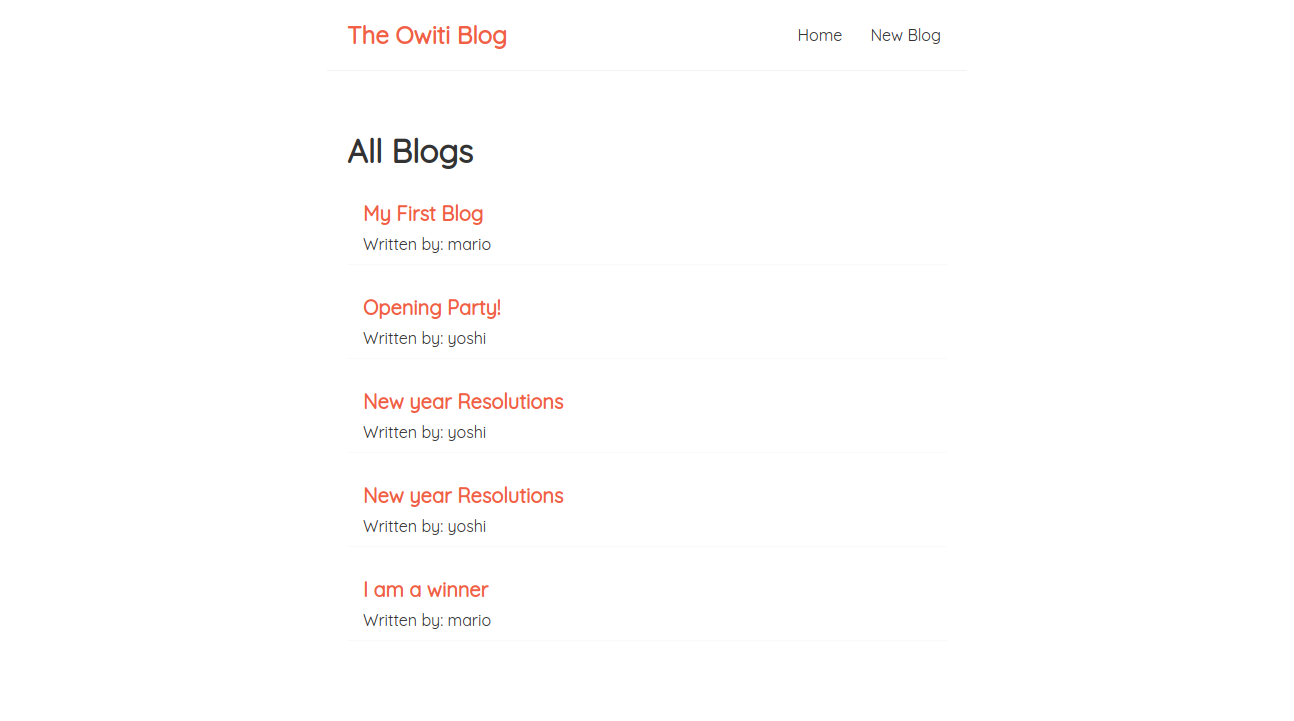 The Owiti Blog
Home New Blog
All Blogs
My First Blog
Written by: mario
Opening Party!
Written by: yoshi
New year Resolutions
Written by: yoshi
New year Resolutions
Written by: yoshi
I am a winner
Written by: mario